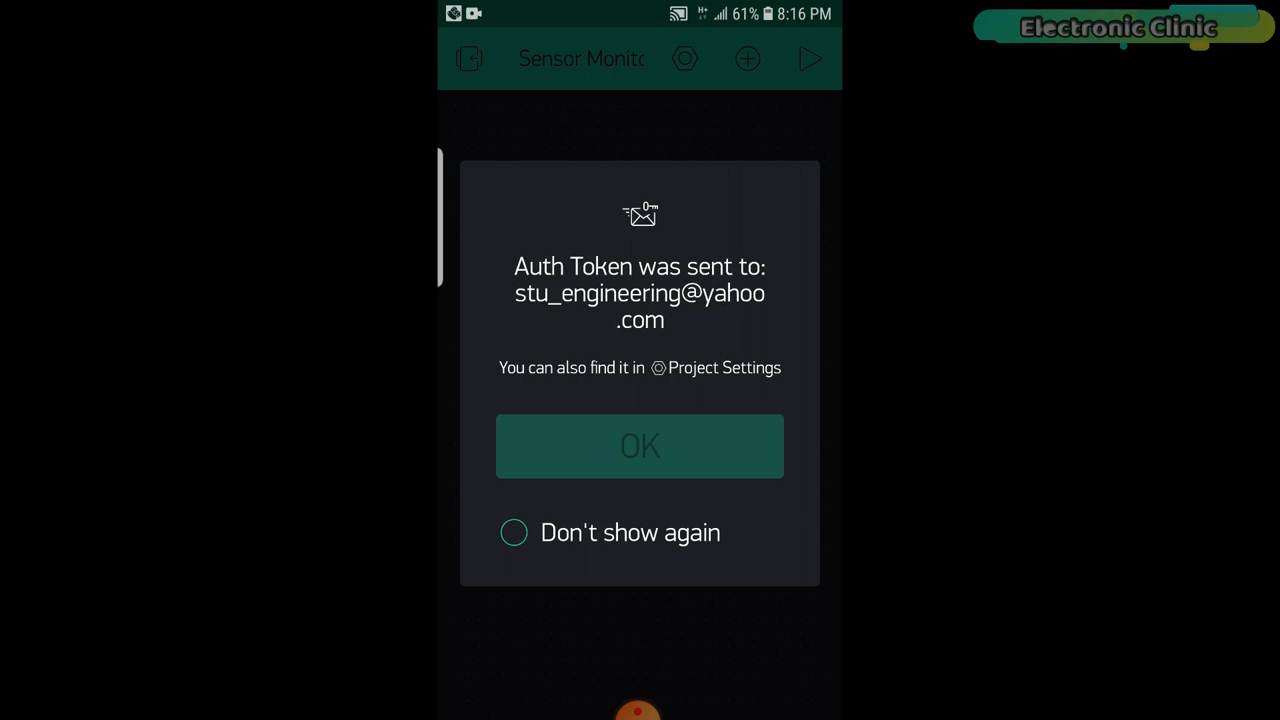 61% 8:16 PM
Electronic Clinic
Sensor Monito
Auth Token was sent to:
stu_engineering@yahoo
.com
You can also find it in Project Settings
OK
Don't show again